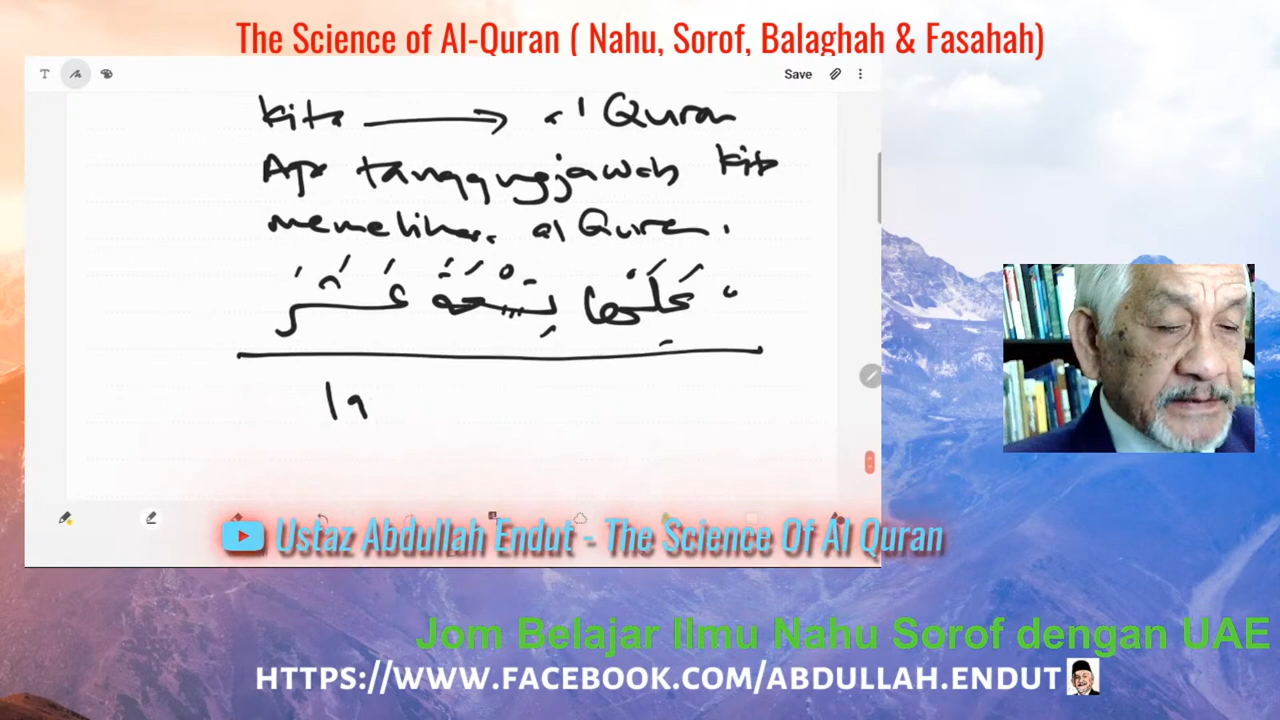 The Science of Al-Quran ( Nahu, Sorof, Balaghah & Fasahah)
T
Save
kita → al Quran
Apa tanggungjawab kita
memelihara al Quran.
عَلَيْهَا تِسْعَةَ عَشَرَ
19
Ustaz Abdullah Endut - The Science Of Al Quran
Jom Belajar Ilmu Nahu Sorof dengan UAE
HTTPS://WWW.FACEBOOK.COM/ABDULLAH.ENDUT